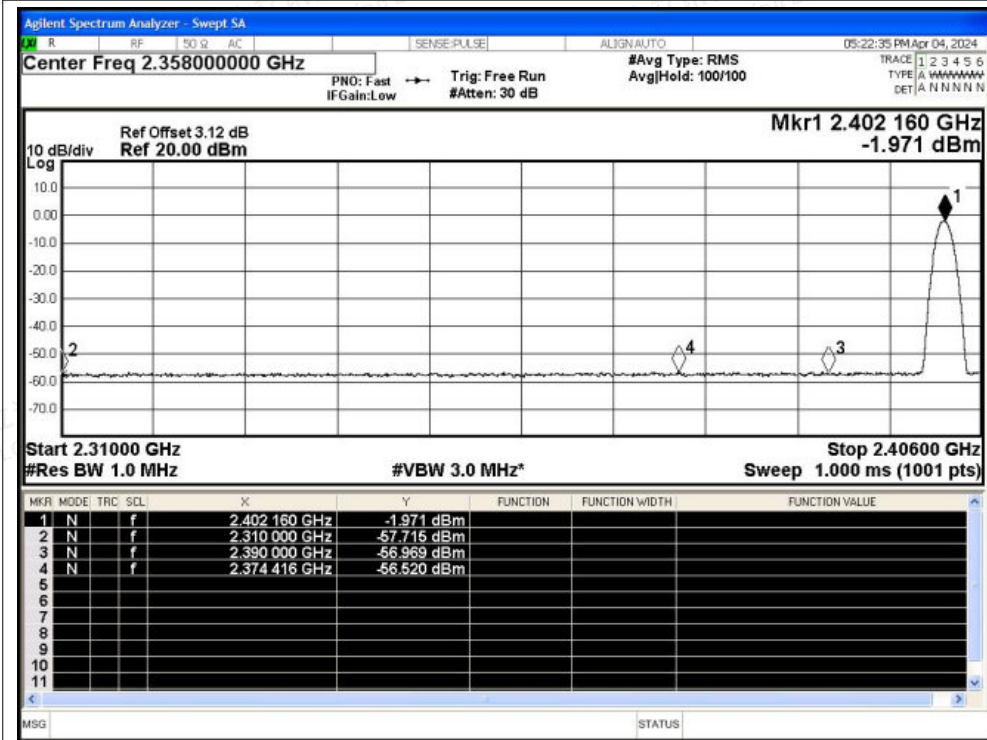 Agilent Spectrum Analyzer - Swept SA
LXI R RF 50 Ω AC SENSE:PULSE ALIGNAUTO 05:22:35 PM Apr 04, 2024
Center Freq 2.358000000 GHz
PNO: Fast Trig: Free Run #Avg Type: RMS TRACE 1 2 3 4 5 6
IFGain:Low #Atten: 30 dB Avg|Hold: 100/100 TYPE A WWWWW
DET A N N N N N
Ref Offset 3.12 dB Mkr1 2.402 160 GHz
10 dB/div Ref 20.00 dBm -1.971 dBm
Log
10.0
1
0.00
-10.0
-20.0
-30.0
-40.0
-50.0 2 4 3
-60.0
-70.0
Start 2.31000 GHz Stop 2.40600 GHz
#Res BW 1.0 MHz #VBW 3.0 MHz* Sweep 1.000 ms (1001 pts)
MKR MODE TRC SCL X Y FUNCTION FUNCTION WIDTH FUNCTION VALUE
1 N f 2.402 160 GHz -1.971 dBm
2 N f 2.310 000 GHz -57.715 dBm
3 N f 2.390 000 GHz -56.969 dBm
4 N f 2.374 416 GHz -56.520 dBm
5
6
7
8
9
10
11
MSG STATUS